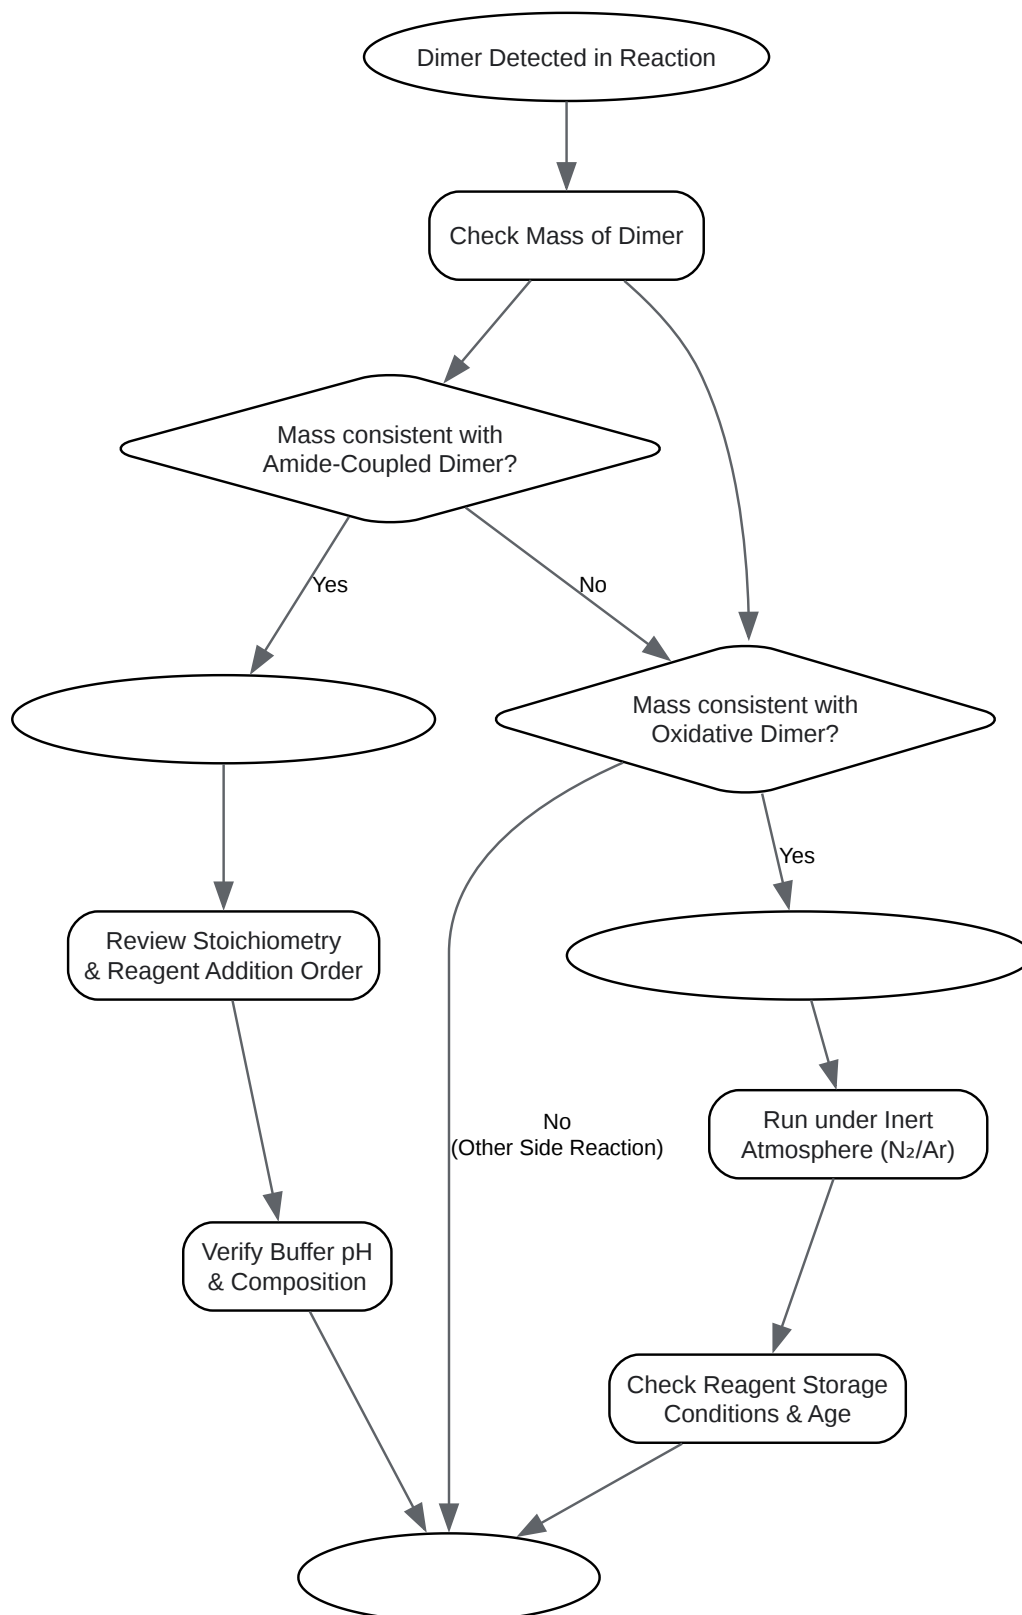 Dimer Detected in Reaction
Check Mass of Dimer
Mass consistent with
Amide-Coupled Dimer?
Yes
No
Mass consistent with
Oxidative Dimer?
Yes
Review Stoichiometry
& Reagent Addition Order
No
(Other Side Reaction)
Run under Inert
Atmosphere (N₂/Ar)
Verify Buffer pH
& Composition
Check Reagent Storage
Conditions & Age